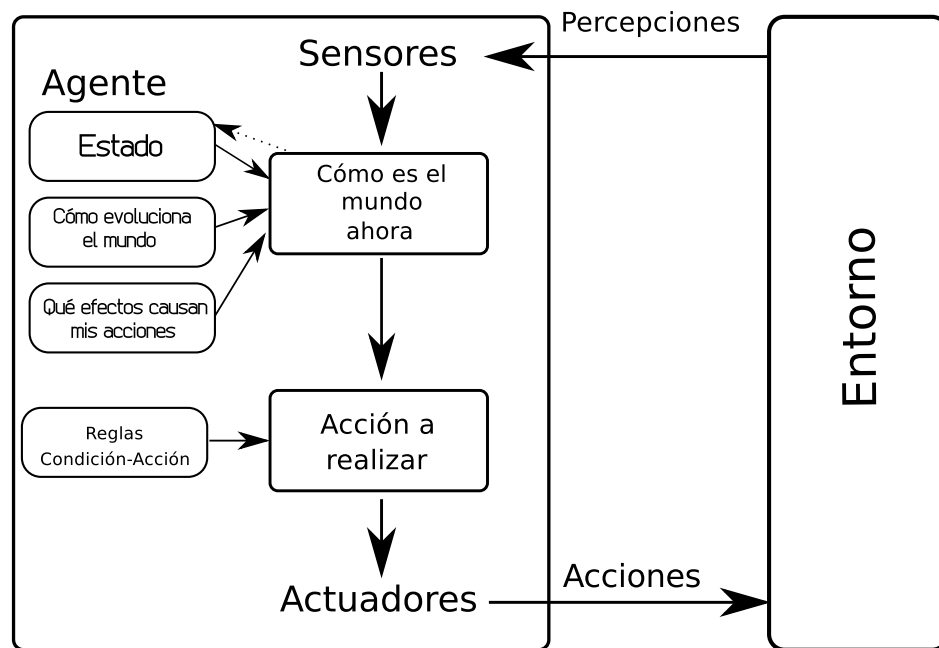 Percepciones
Sensores
Agente
Estado
Cómo es el
mundo
ahora
Cómo evoluciona
el mundo
Qué efectos causan
mis acciones
Entorno
Acción a
realizar
Reglas
Condición-Acción
Acciones
Actuadores